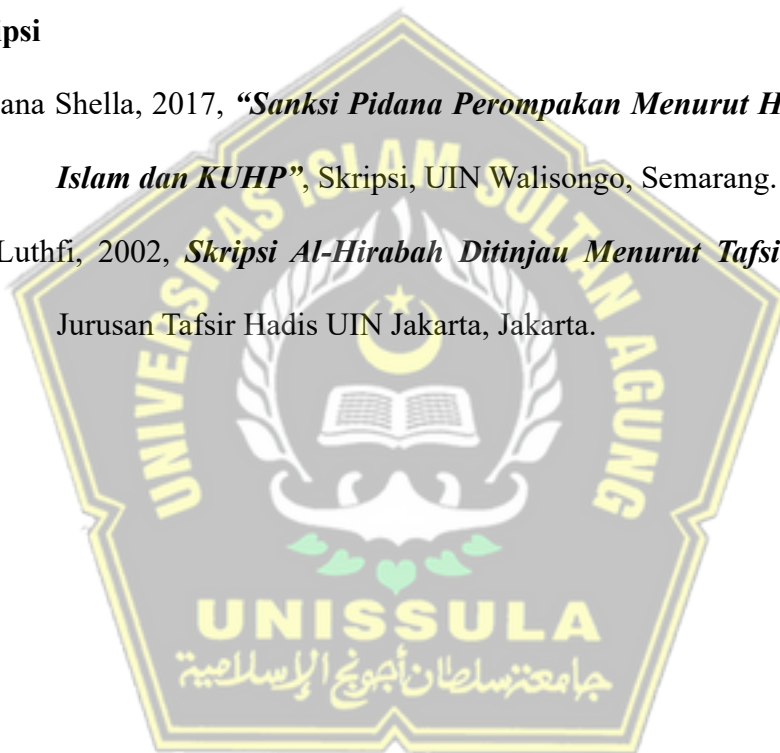 ipsi
ana Shella, 2017, “Sanksi Pidana Perompakan Menurut H
Islam dan KUHP”, Skripsi, UIN Walisongo, Semarang.
Luthfi, 2002, Skripsi Al-Hirabah Ditinjau Menurut Tafsi
Jurusan Tafsir Hadis UIN Jakarta, Jakarta.
UNIVERSITAS ISLAM SULTAN AGUNG
UNISSULA
جامعة سلطان أجونج الإسلامية